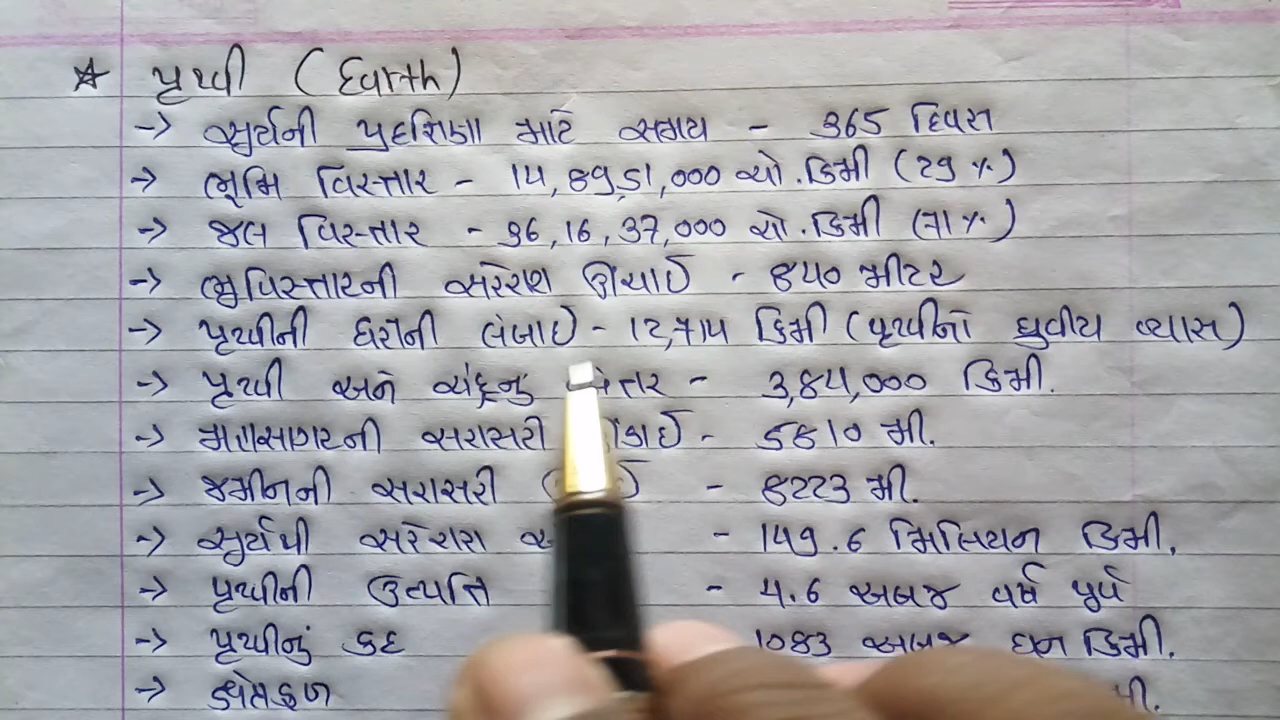 ☆ પૃથ્વી (Earth)
→ સૂર્યની પ્રદક્ષિણા માટે સમય - 365 દિવસ
→ ભૂમિ વિસ્તાર - 14,89,51,000 ચો.કિમી (29 %)
→ જલ વિસ્તાર - 36,16,37,000 ચો.કિમી (71 %)
→ ભુવિસ્તારની સરેરાશ ઊંચાઈ - 840 મીટર
→ પૃથ્વીની ધરીની લંબાઈ - 12,714 કિમી (પૃથ્વીનો ધ્રુવીય વ્યાસ)
→ પૃથ્વી અને ચંદ્રનુ - 3,84,000 કિમી.
→ મહાસાગરની સરાસરી - 5810 મી.
→ જમીનની સરાસરી - 8223 મી.
→ સૂર્યથી સરેરાશ - 149.6 મિલિયન કિમી.
→ પૃથ્વીની ઉત્પત્તિ - 4.6 અબજ વર્ષ પૂર્વ
→ પૃથ્વીનું કદ 1083 અબજ ઘન કિમી.
→ ક્ષેત્રફળ